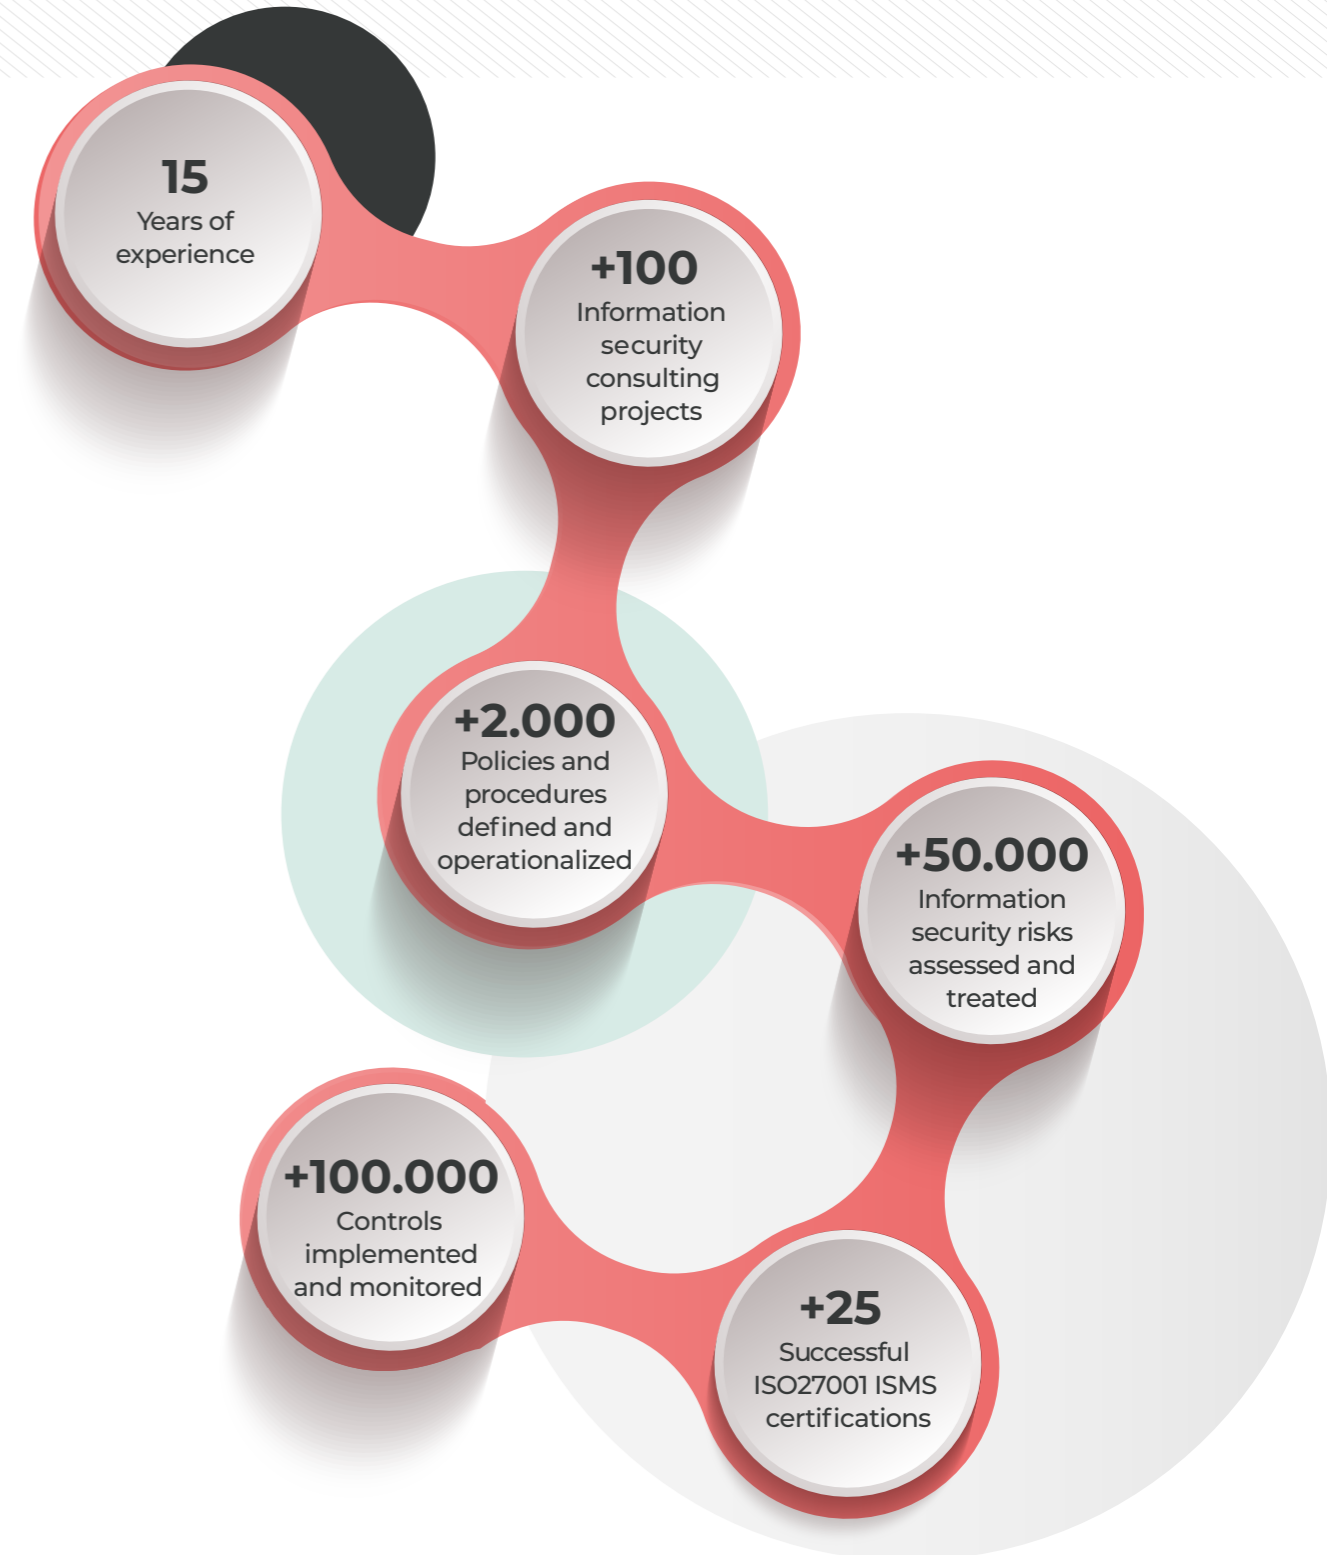 15
Years of
experience
+100
Information
security
consulting
projects
+2.000
Policies and
procedures
defined and
operationalized
+50.000
Information
security risks
assessed and
treated
+100.000
Controls
implemented
and monitored
+25
Successful
ISO27001 ISMS
certifications